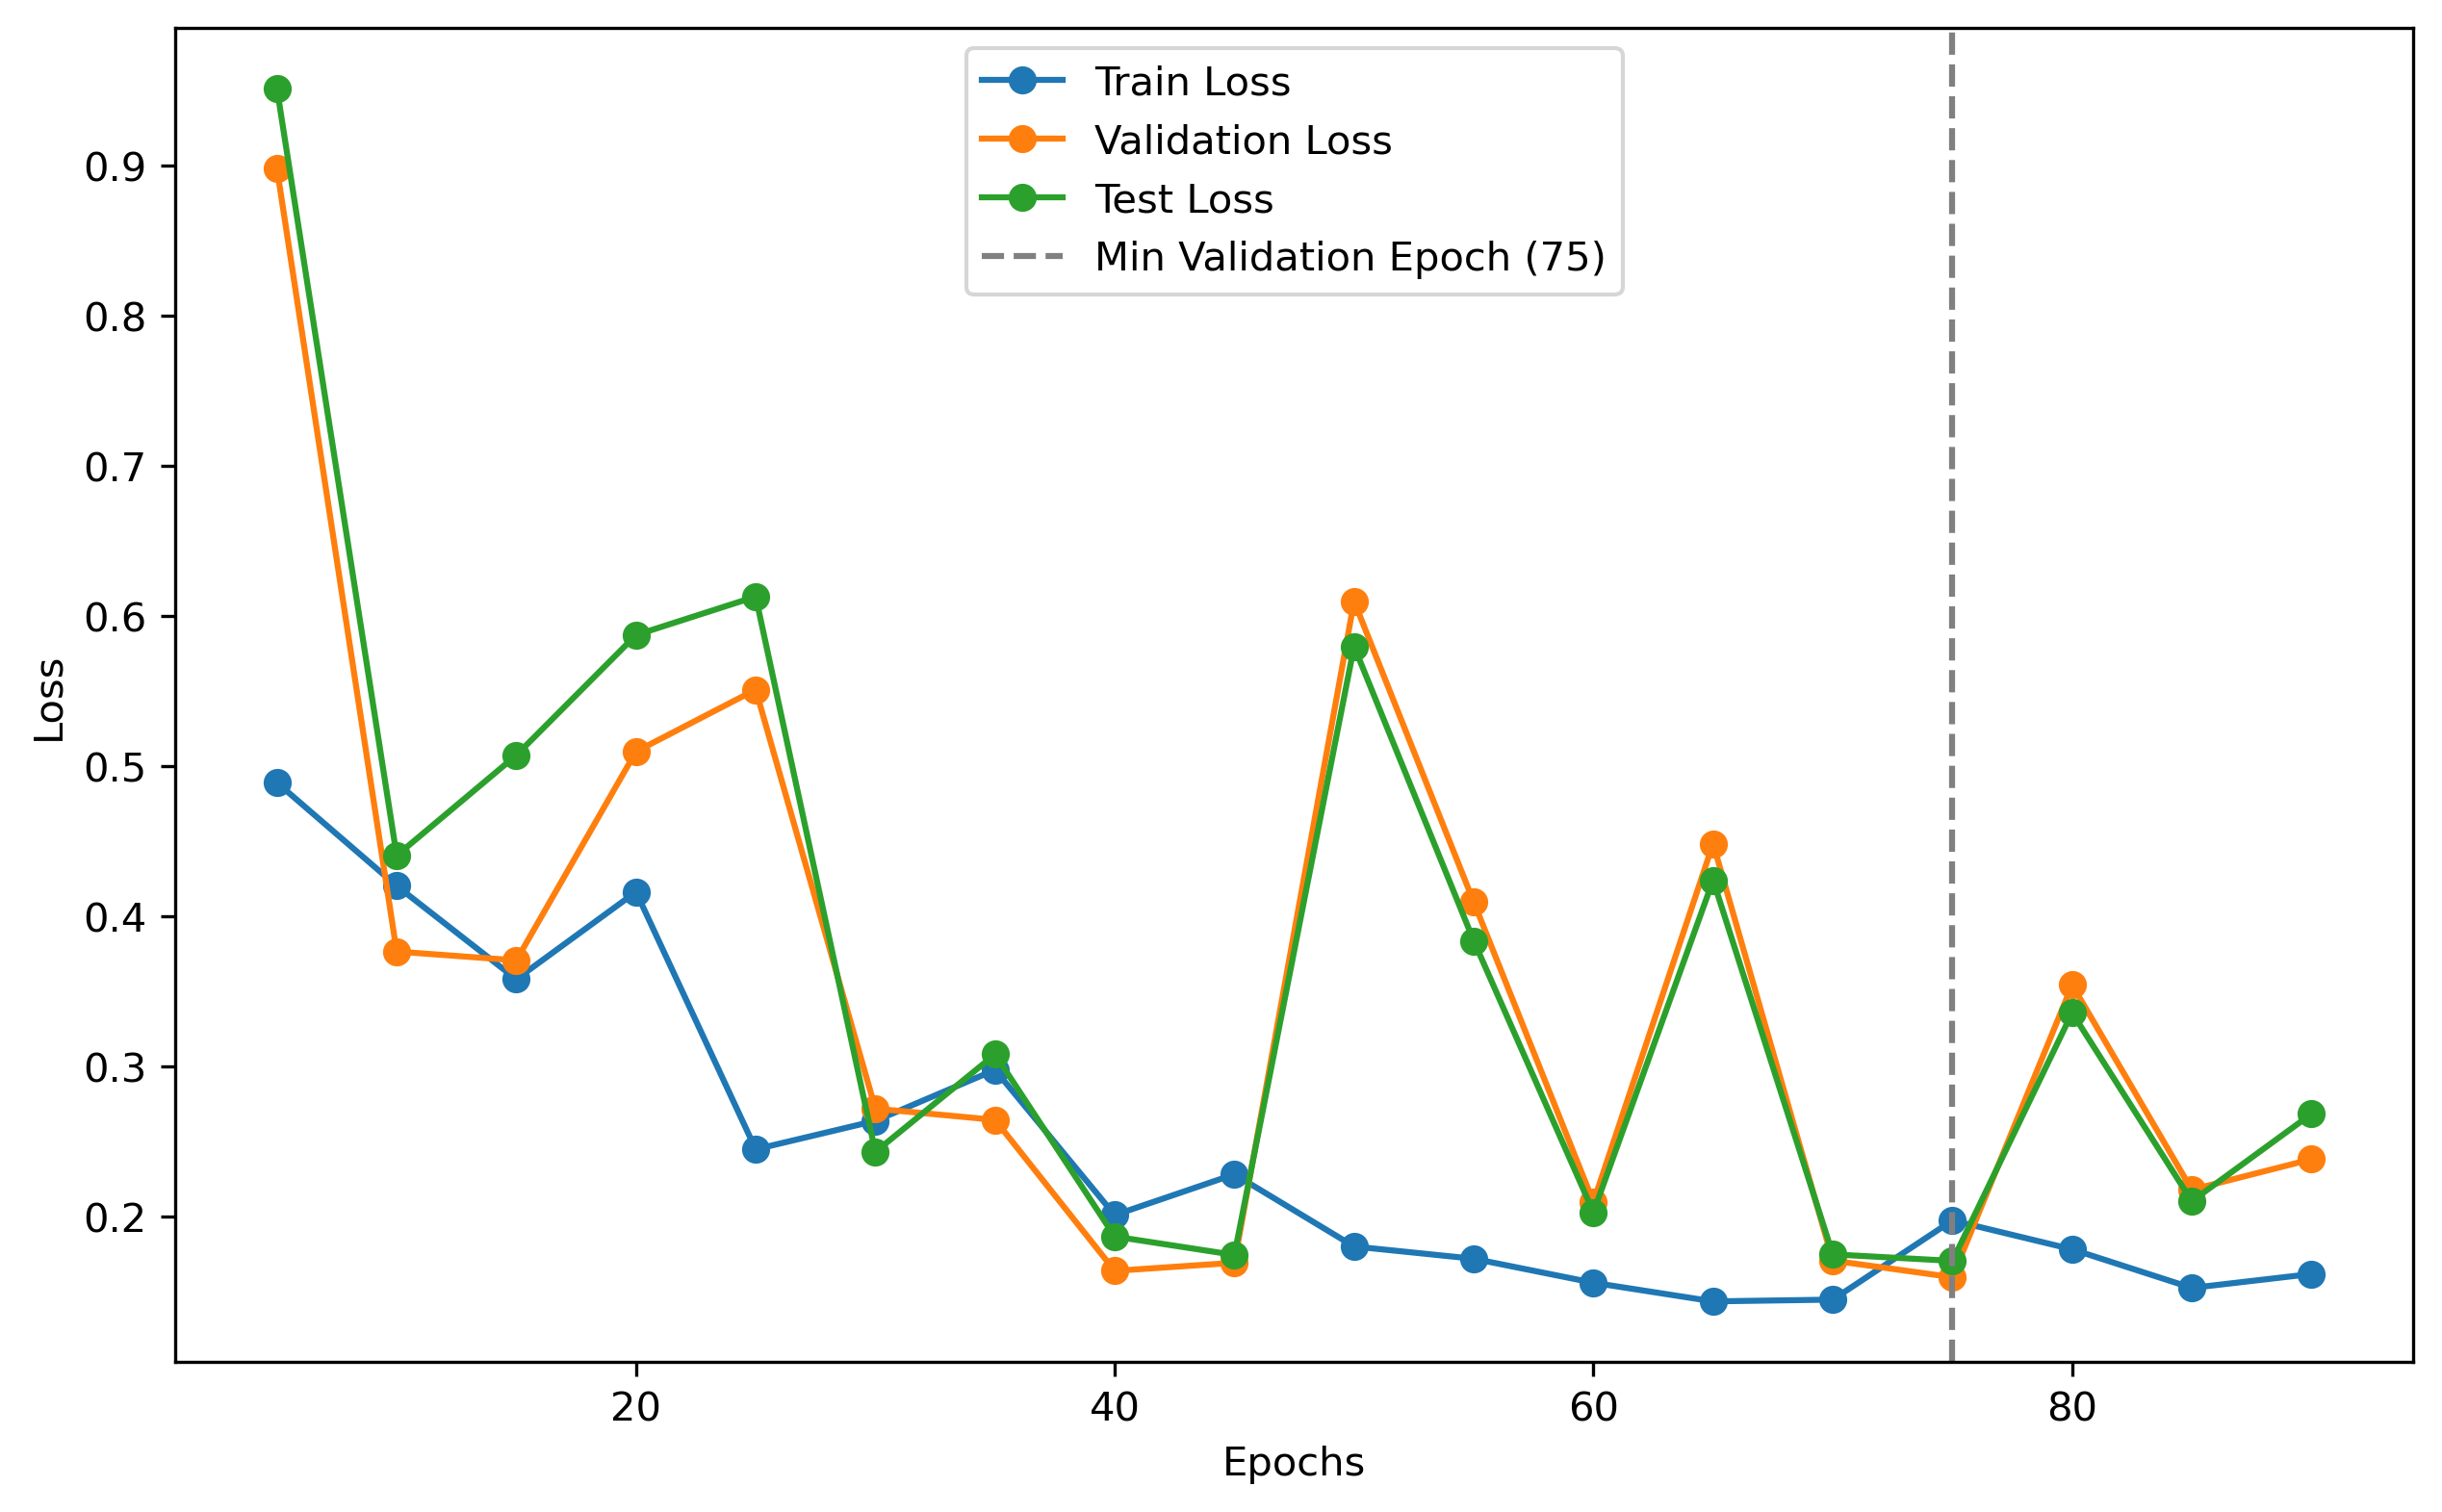 Train Loss
Validation Loss
Test Loss
Min Validation Epoch (75)
0.9
0.8
0.7
0.6
0.5
0.4
0.3
0.2
Loss
20 40 60 80
Epochs